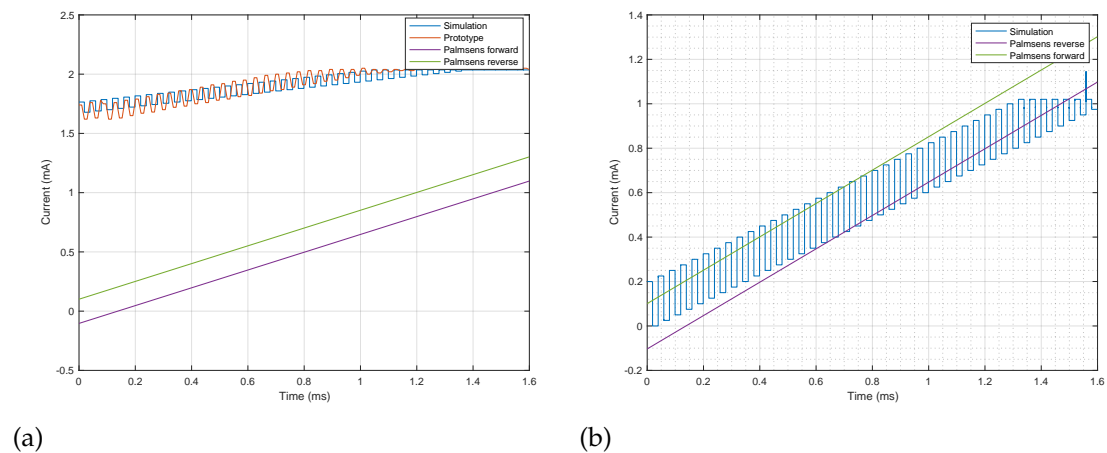 2.5
2
1.5
1
0.5
0
-0.5
Current (mA)
Simulation
Prototype
Palmsens forward
Palmsens reverse
0 0.2 0.4 0.6 0.8 1 1.2 1.4 1.6
Time (ms)
(a)
1.4
1.2
1
0.8
0.6
0.4
0.2
0
-0.2
Current (mA)
Simulation
Palmsens reverse
Palmsens forward
0 0.2 0.4 0.6 0.8 1 1.2 1.4 1.6
Time (ms)
(b)